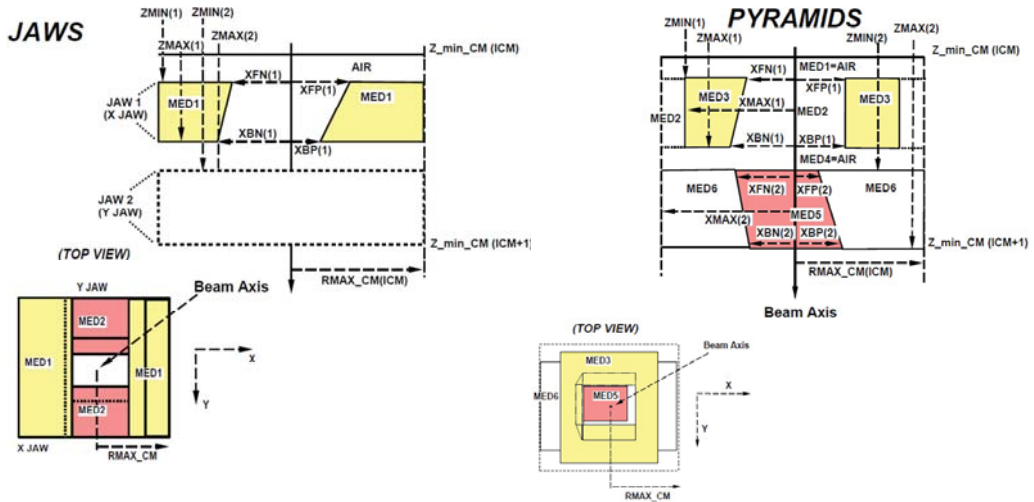 JAWS
ZMIN(1)
ZMIN(2)
ZMAX(1)
ZMAX(2)
Z_min_CM (ICM)
AIR
XFN(1)
XFP(1)
JAW 1
(X JAW)
MED1
MED1
XBN(1)
XBP(1)
JAW 2
(Y JAW)
(TOP VIEW)
Z_min_CM (ICM+1)
RMAX_CM(ICM)
Beam Axis
Y JAW
MED2
MED1
MED1
MED2
X JAW
RMAX_CM
X
Y
PYRAMIDS
ZMIN(1)
ZMAX(1)
ZMIN(2)
ZMAX(2)
Z_min_CM (ICM)
XFN(1)
MED1=AIR
XFP(1)
MED3
MED3
MED2
XMAX(1)
MED2
XBN(1)
XBP(1)
MED4=AIR
MED6
XFN(2)
XFP(2)
MED6
XMAX(2)
MED5
XBN(2)
XBP(2)
Z_min_CM (ICM+1)
RMAX_CM(ICM)
Beam Axis
(TOP VIEW)
Beam Axis
MED3
MED6
MED5
X
Y
RMAX_CM